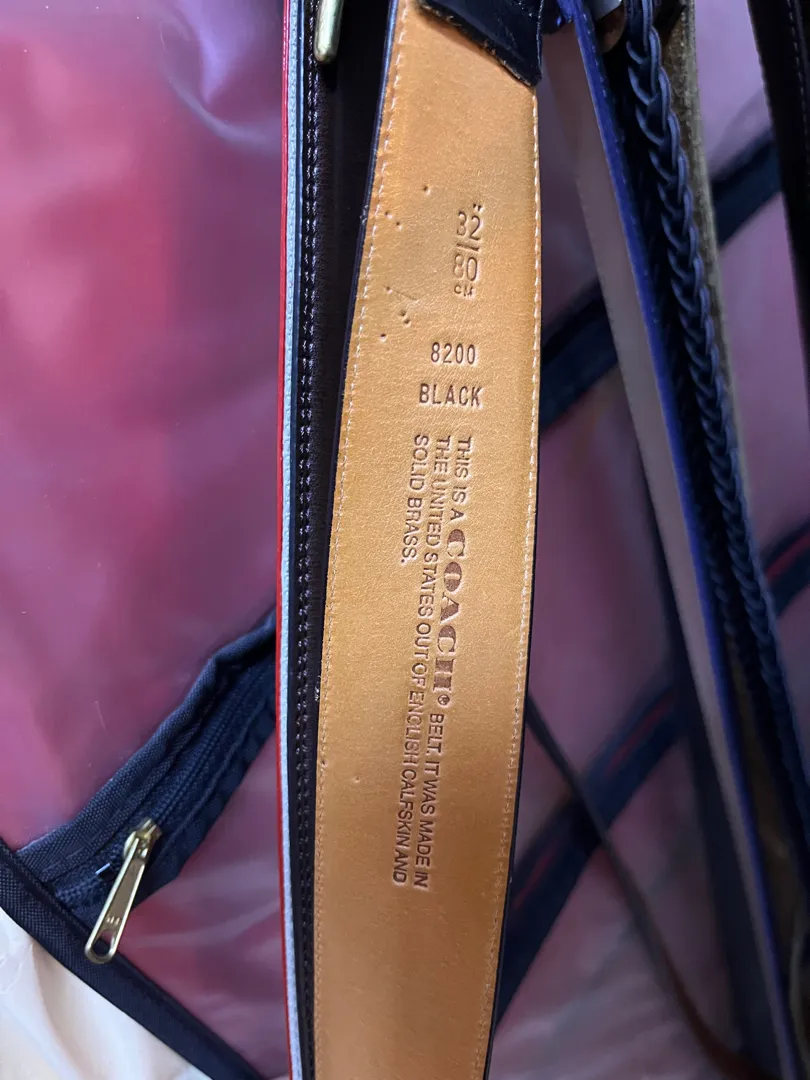 32"
80
CM
8200
BLACK
THIS IS A COACH® BELT. IT WAS MADE IN
THE UNITED STATES OUT OF ENGLISH CALFSKIN AND
SOLID BRASS.